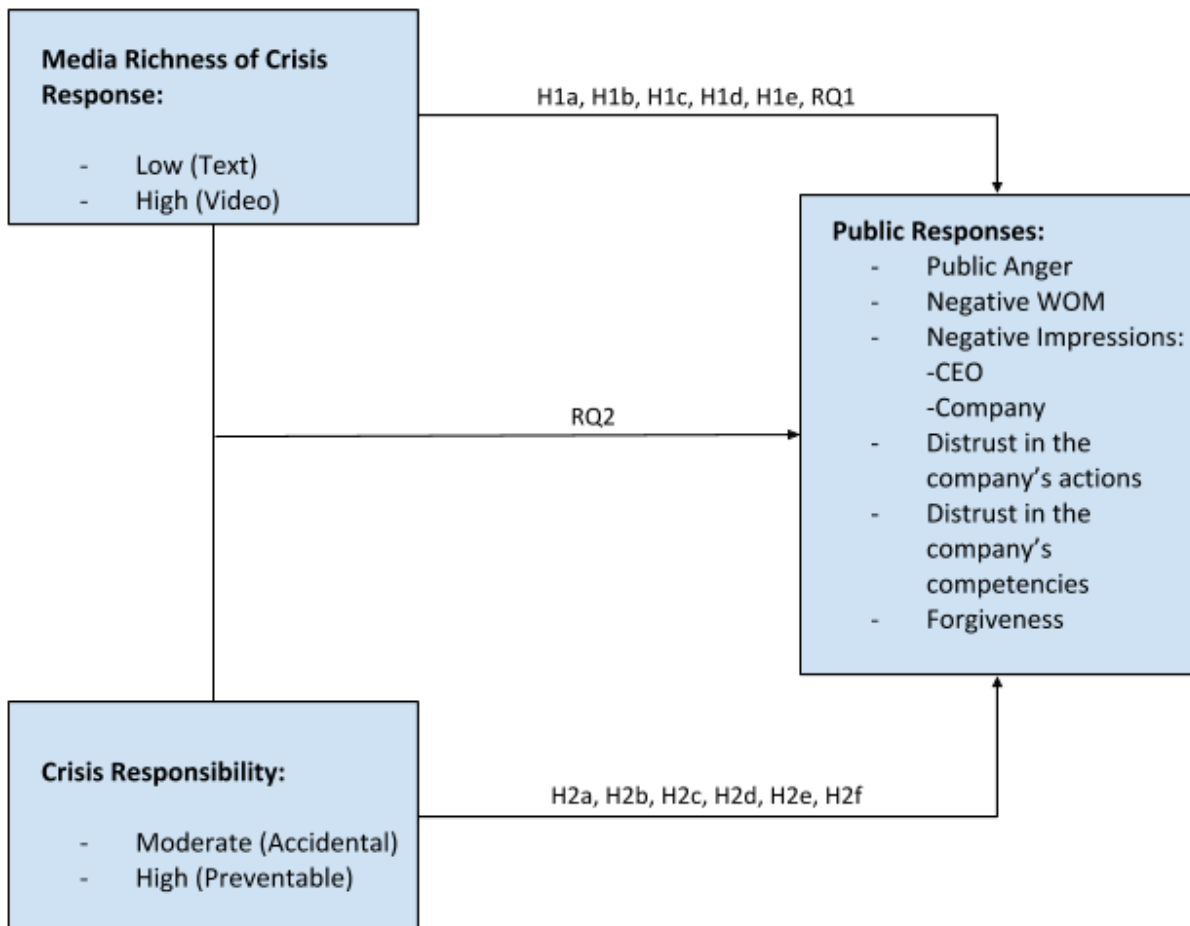 Media Richness of Crisis
Response:
- Low (Text)
- High (Video)
H1a, H1b, H1c, H1d, H1e, RQ1
Public Responses:
- Public Anger
- Negative WOM
- Negative Impressions:
-CEO
-Company
- Distrust in the
company’s actions
- Distrust in the
company’s
competencies
- Forgiveness
RQ2
Crisis Responsibility:
- Moderate (Accidental)
- High (Preventable)
H2a, H2b, H2c, H2d, H2e, H2f